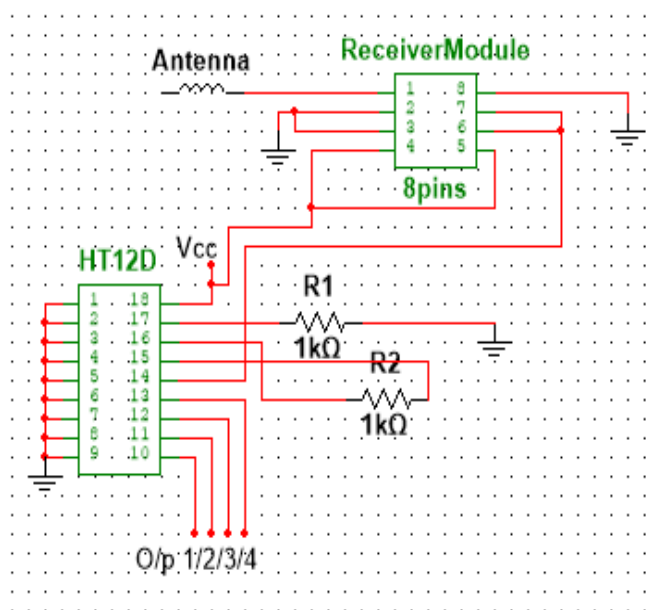 ReceiverModule
Antenna
1 8
2 7
3 6
4 5
8pins
Vcc
HT12D
1 18
2 17
3 16
4 15
5 14
6 13
7 12
8 11
9 10
R1
1kΩ
R2
1kΩ
O/p 1/2/3/4